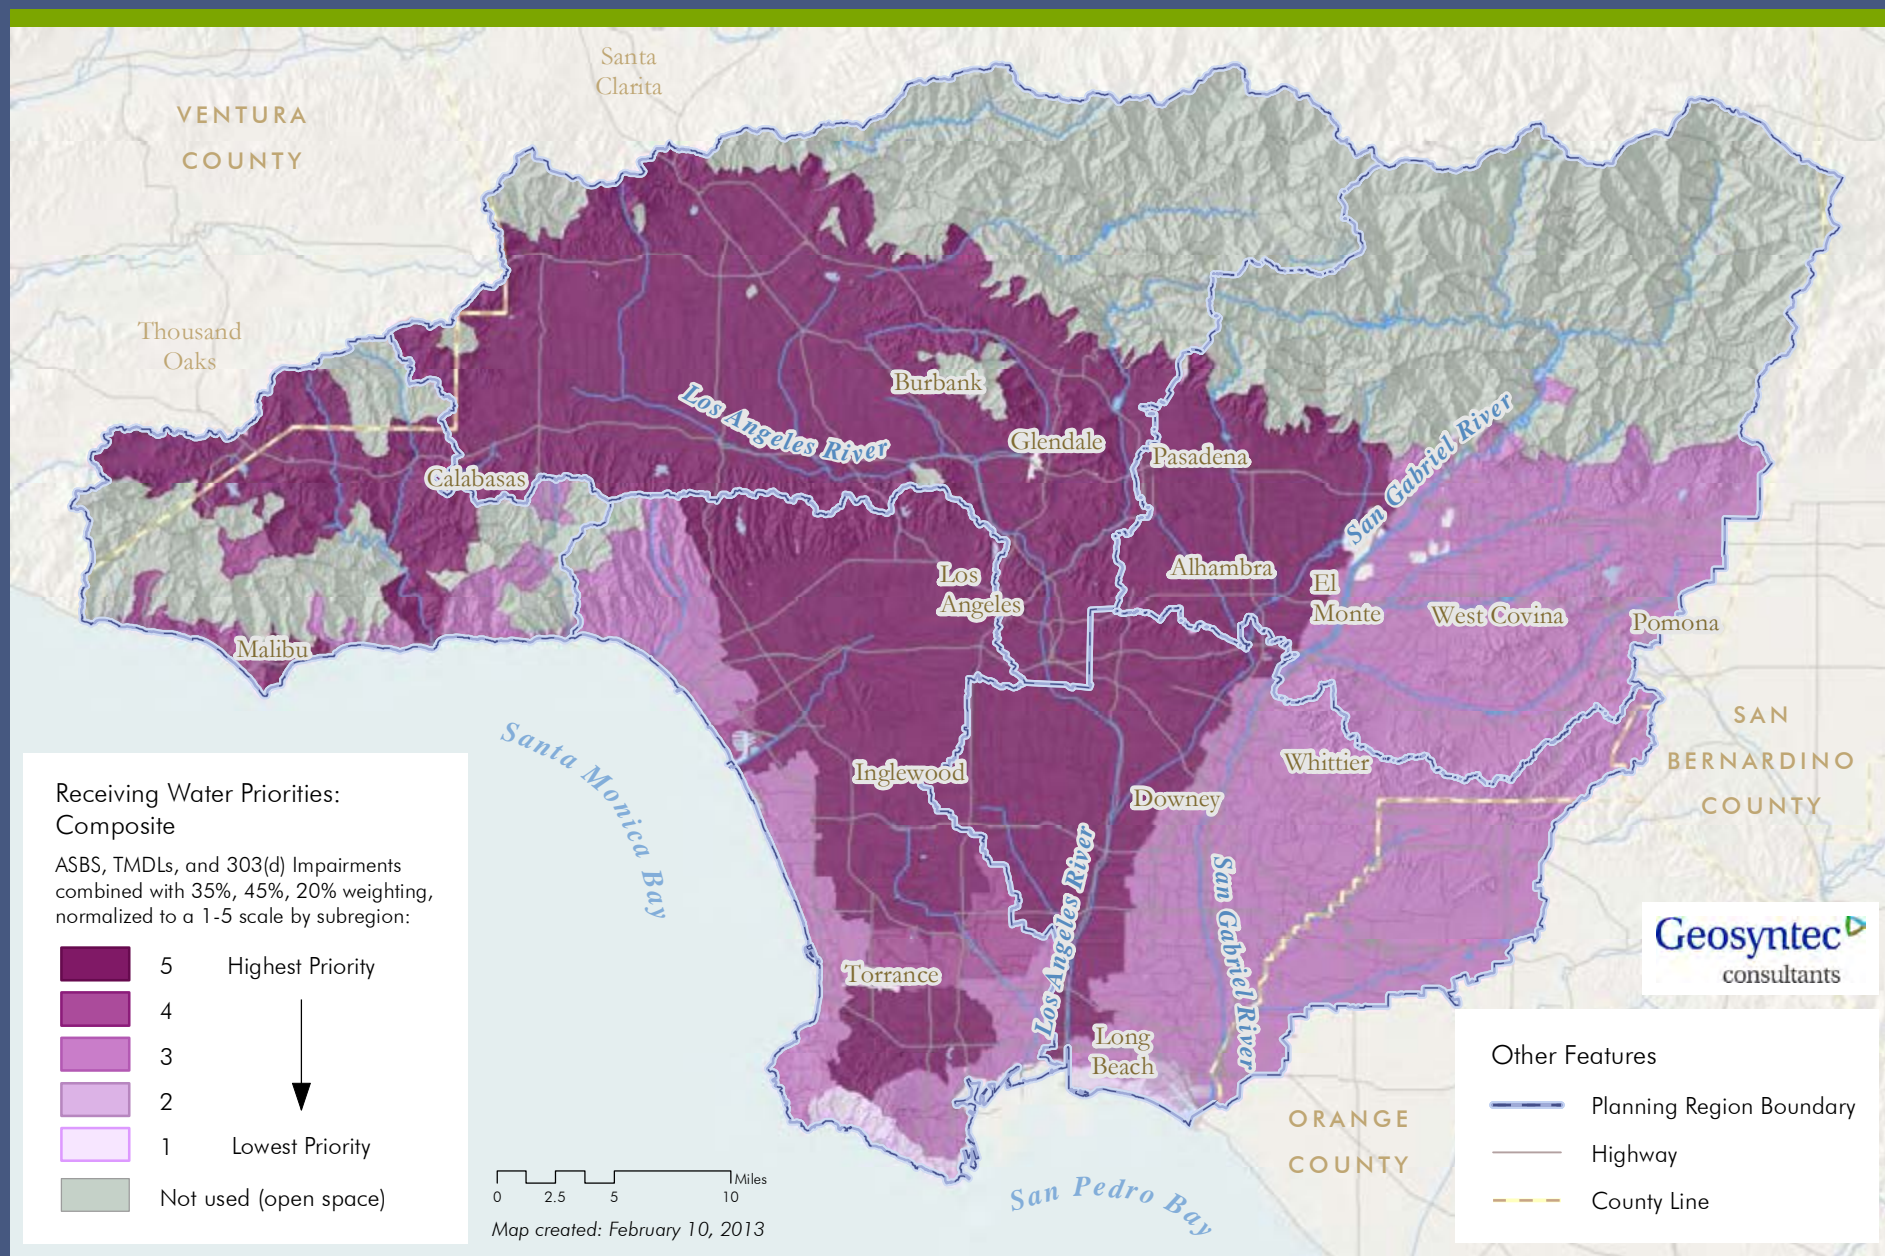 Santa
Clarita
VENTURA
COUNTY
Thousand
Oaks
Burbank
Los Angeles River
Glendale
Pasadena
San Gabriel River
Calabasas
Los
Angeles
Alhambra
El
Monte
West Covina
Pomona
Malibu
SAN
BERNARDINO
COUNTY
Santa Monica Bay
Inglewood
Whittier
Downey
Los Angeles River
San Gabriel River
Torrance
Long
Beach
ORANGE
COUNTY
San Pedro Bay
Receiving Water Priorities:
Composite
ASBS, TMDLs, and 303(d) Impairments
combined with 35%, 45%, 20% weighting,
normalized to a 1-5 scale by subregion:
5 Highest Priority
4
3
2
1 Lowest Priority
Not used (open space)
Miles
0 2.5 5 10
Map created: February 10, 2013
Geosyntec
consultants
Other Features
Planning Region Boundary
Highway
County Line